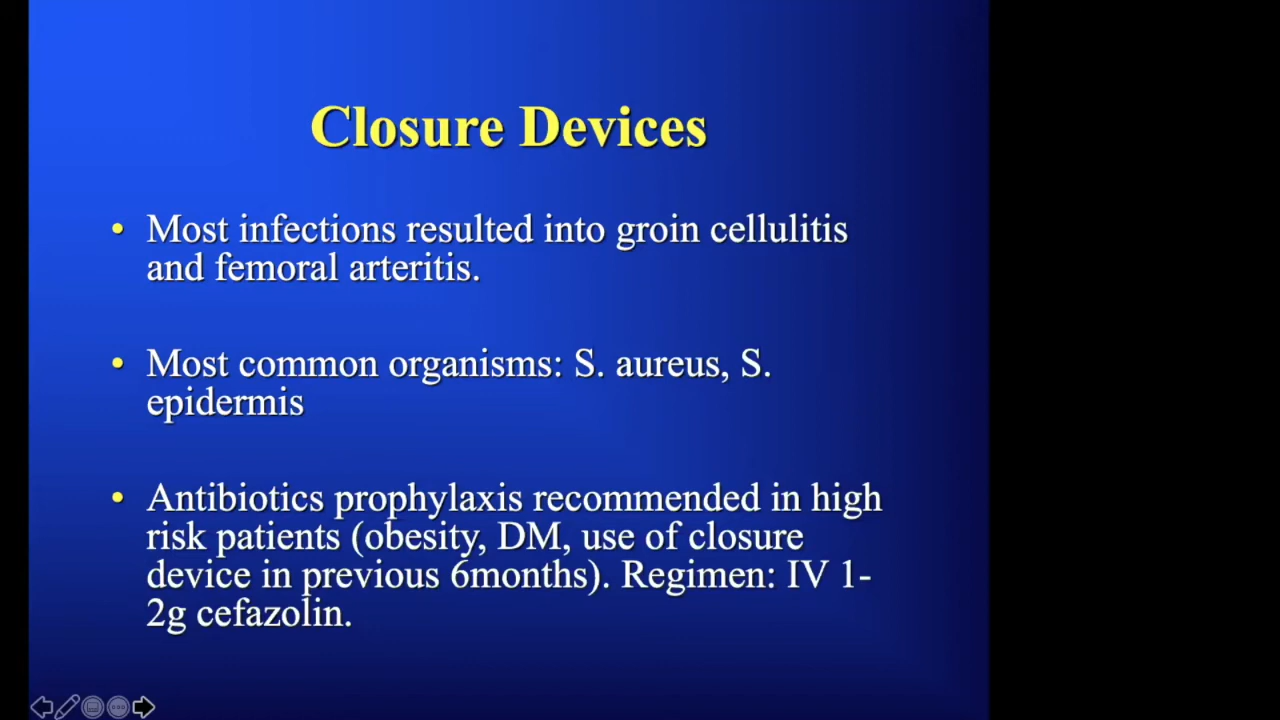 Closure Devices
• Most infections resulted into groin cellulitis
and femoral arteritis.
• Most common organisms: S. aureus, S.
epidermis
• Antibiotics prophylaxis recommended in high
risk patients (obesity, DM, use of closure
device in previous 6months). Regimen: IV 1-
2g cefazolin.